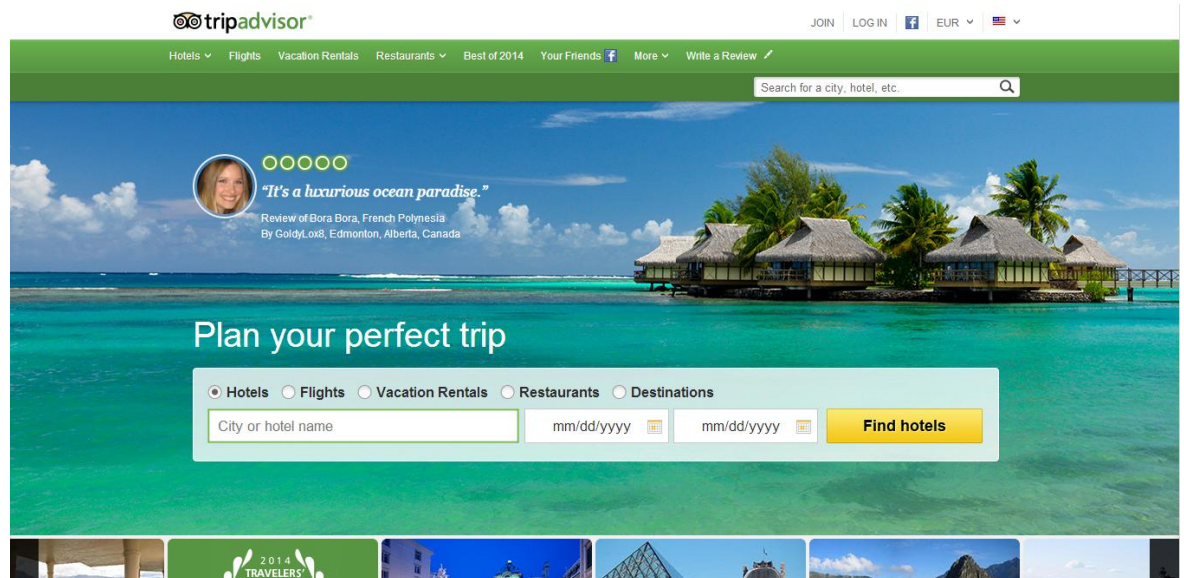 tripadvisor®
JOIN LOG IN EUR
Hotels Flights Vacation Rentals Restaurants Best of 2014 Your Friends More Write a Review
Search for a city, hotel, etc.
“It's a luxurious ocean paradise.”
Review of Bora Bora, French Polynesia
By GoldyLox8, Edmonton, Alberta, Canada
Plan your perfect trip
Hotels Flights Vacation Rentals Restaurants Destinations
City or hotel name mm/dd/yyyy mm/dd/yyyy Find hotels
2014
TRAVELERS'